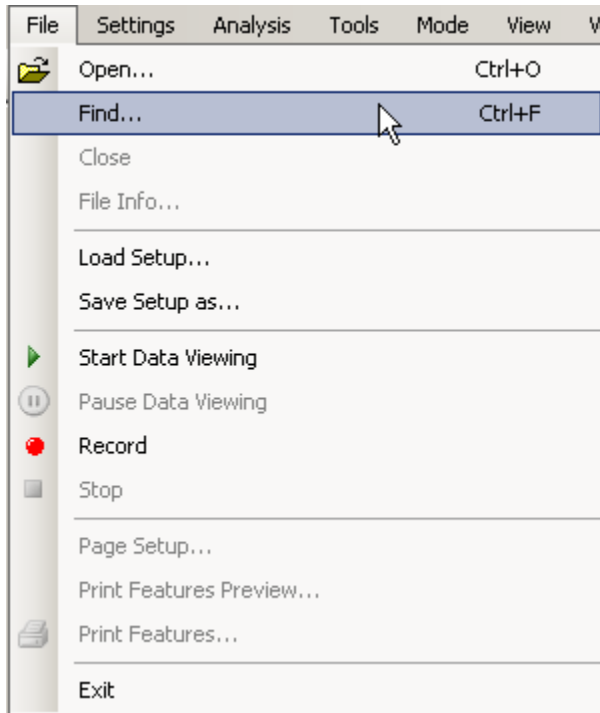 File Settings Analysis Tools Mode View
Open... Ctrl+O
Find... Ctrl+F
Close
File Info...
Load Setup...
Save Setup as...
Start Data Viewing
Pause Data Viewing
Record
Stop
Page Setup...
Print Features Preview...
Print Features...
Exit